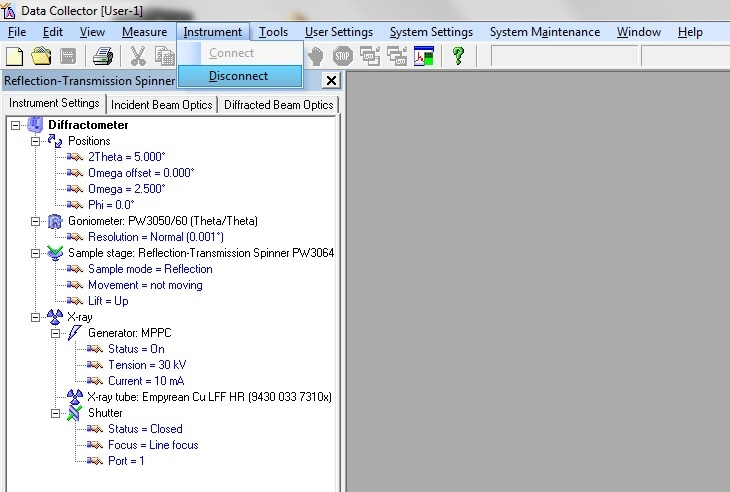 Data Collector [User-1]
File Edit View Measure Instrument Tools User Settings System Settings System Maintenance Window Help
Connect
STOP
Disconnect
Reflection-Transmission Spinner
Instrument Settings Incident Beam Optics Diffracted Beam Optics
Diffractometer
Positions
2Theta = 5.000°
Omega offset = 0.000°
Omega = 2.500°
Phi = 0.0°
Goniometer: PW3050/60 (Theta/Theta)
Resolution = Normal (0.001°)
Sample stage: Reflection-Transmission Spinner PW3064
Sample mode = Reflection
Movement = not moving
Lift = Up
X-ray
Generator: MPPC
Status = On
Tension = 30 kV
Current = 10 mA
X-ray tube: Empyrean Cu LFF HR (9430 033 7310x)
Shutter
Status = Closed
Focus = Line focus
Port = 1